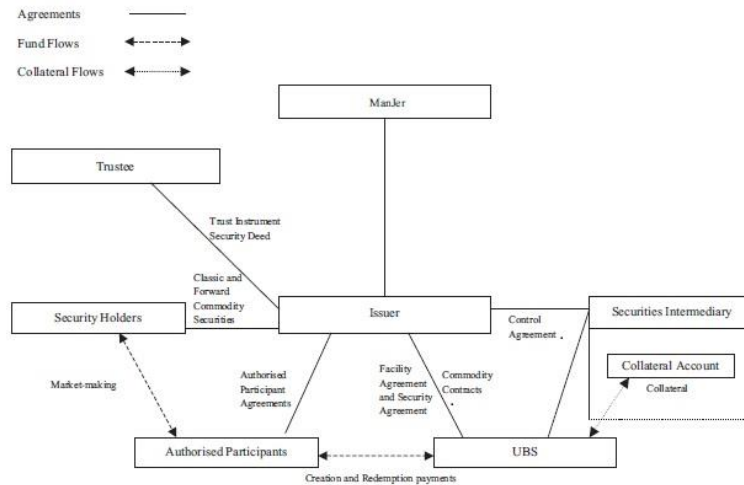 Agreements
Fund Flows
Collateral Flows
ManJer
Trustee
Trust Instrument
Security Deed
Classic and
Forward
Commodity
Securities
Security Holders
Issuer
Securities Intermediary
Control
Agreement
Collateral Account
Collateral
Market-making
Authorised
Participant
Agreements
Facility
Agreement
and Security
Agreement
Commodity
Contracts
Authorised Participants
UBS
Creation and Redemption payments